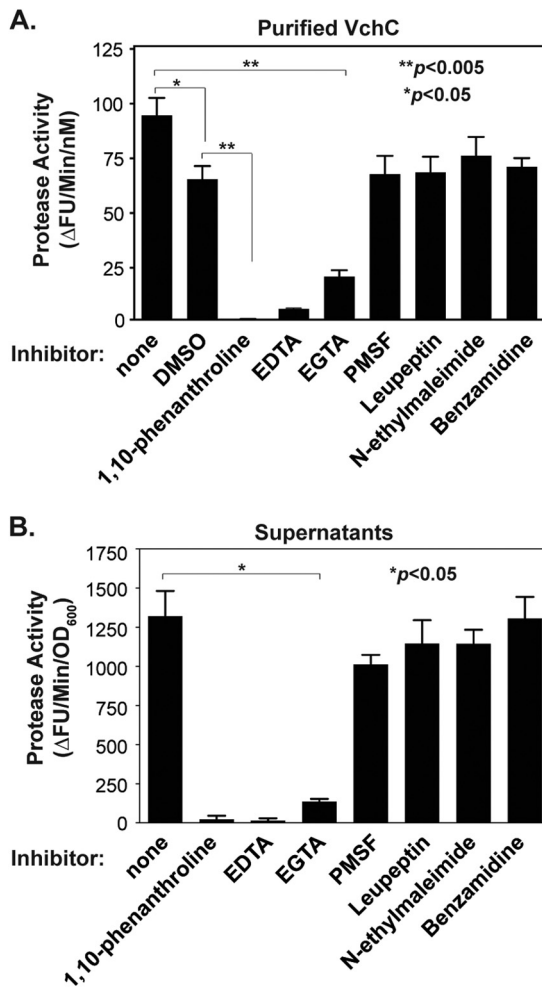 A.
Purified VchC
Protease Activity
(ΔFU/Min/nM)
125
100
75
50
25
0
**
*
**
**p<0.005
*p<0.05
Inhibitor:
none
DMSO
1,10-phenanthroline
EDTA
EGTA
PMSF
Leupeptin
N-ethylmaleimide
Benzamidine
B.
Supernatants
Protease Activity
(ΔFU/Min/OD600)
1750
1500
1250
1000
750
500
250
0
*
*p<0.05
Inhibitor:
none
1,10-phenanthroline
EDTA
EGTA
PMSF
Leupeptin
N-ethylmaleimide
Benzamidine